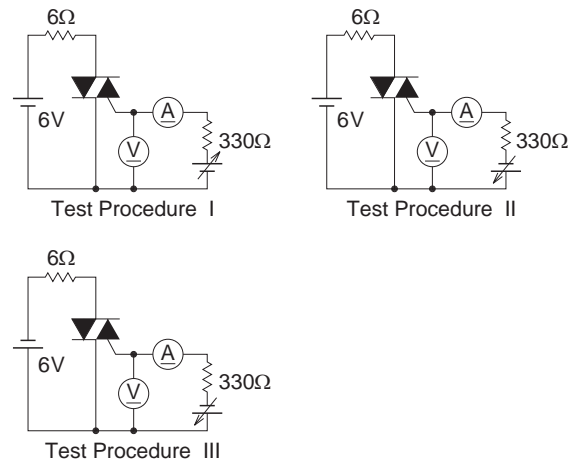 6Ω
6V
A
V
330Ω
Test Procedure I
6Ω
6V
A
V
330Ω
Test Procedure II
6Ω
6V
A
V
330Ω
Test Procedure III